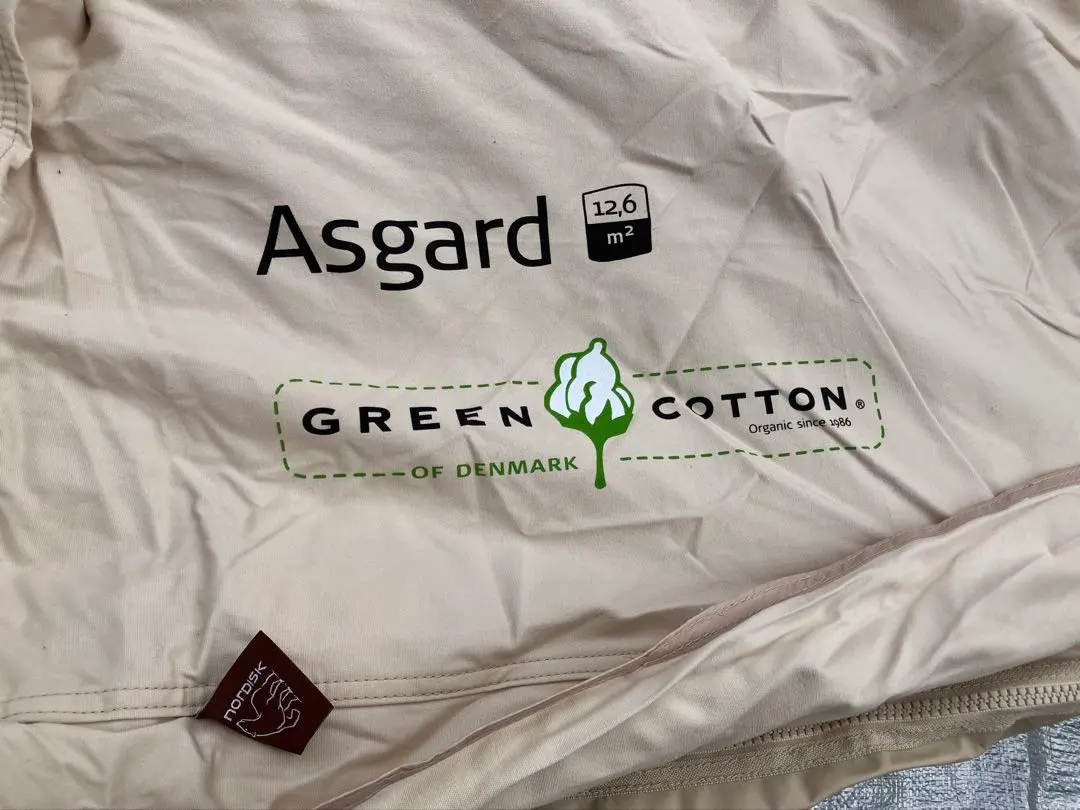 Asgard 12,6
m²
GREEN COTTON®
Organic since 1986
OF DENMARK
NORDISK